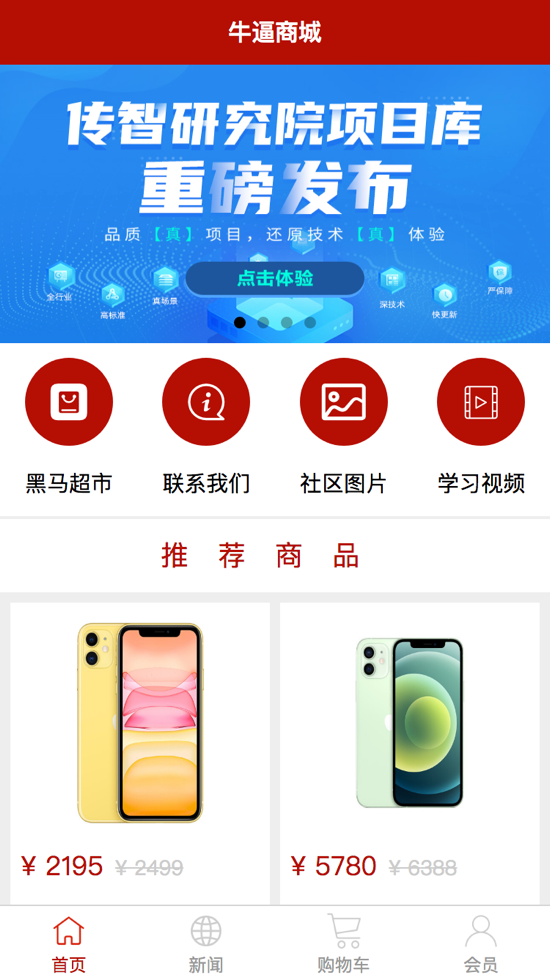 牛逼商城
传智研究院项目库
重磅发布
品质【真】项目，还原技术【真】体验
点击体验
全行业
高标准
真场景
深技术
快更新
严保障
黑马超市
联系我们
社区图片
学习视频
推荐商品
¥ 2195 ¥ 2499
¥ 5780 ¥ 6388
首页
新闻
购物车
会员